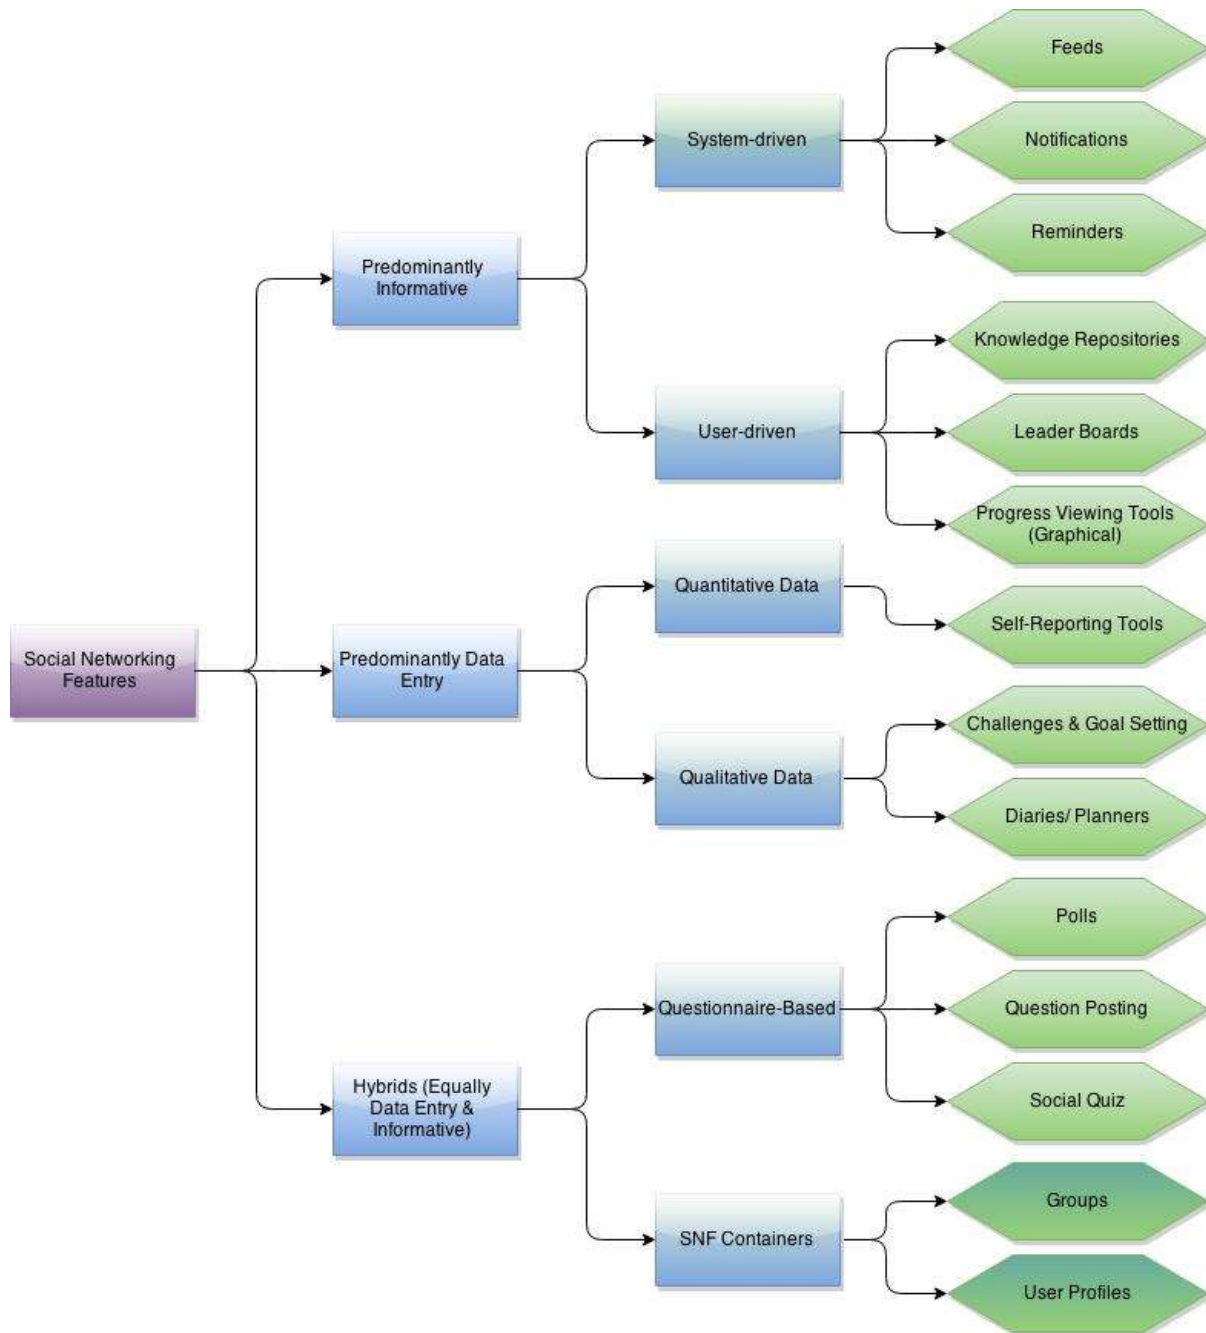 Feeds
System-driven
Notifications
Reminders
Predominantly
Informative
Knowledge Repositories
User-driven
Leader Boards
Progress Viewing Tools
(Graphical)
Quantitative Data
Self-Reporting Tools
Social Networking
Features
Predominantly Data
Entry
Challenges & Goal Setting
Qualitative Data
Diaries/ Planners
Polls
Questionnaire-Based
Question Posting
Social Quiz
Hybrids (Equally
Data Entry &
Informative)
Groups
SNF Containers
User Profiles